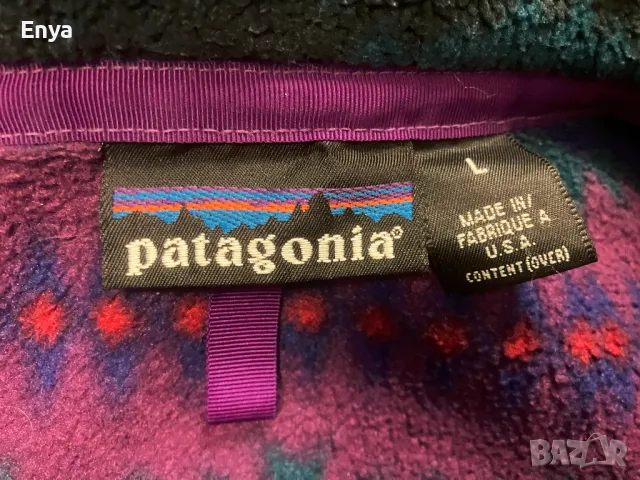 Enya
patagonia®
L
MADE IN/
FABRIQUE A
U.S.A.
CONTENT (OVER)
BAZAR